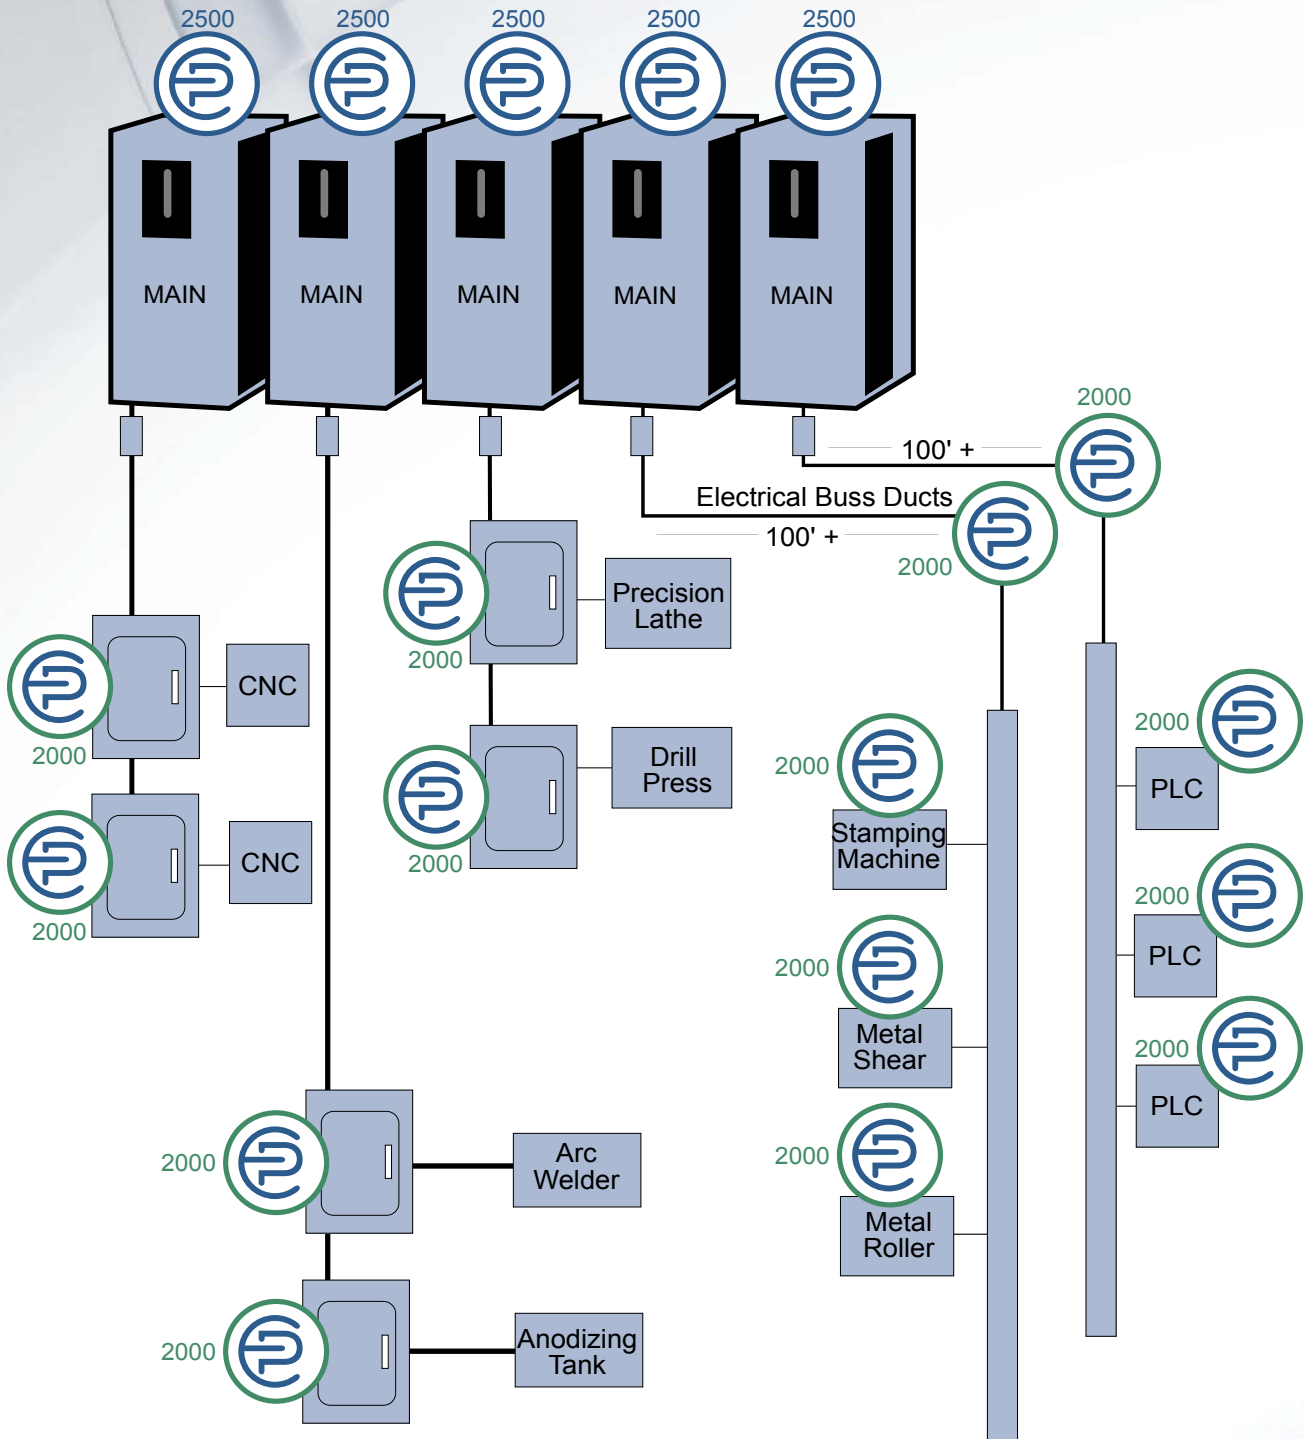 2500
2500
2500
2500
2500
MAIN
MAIN
MAIN
MAIN
MAIN
2000
100' +
Electrical Buss Ducts
100' +
2000
Precision
Lathe
2000
CNC
2000
2000
Drill
Press
2000
PLC
2000
Stamping
Machine
2000
CNC
2000
2000
PLC
2000
Metal
Shear
2000
PLC
2000
Arc
Welder
2000
Metal
Roller
2000
Anodizing
Tank